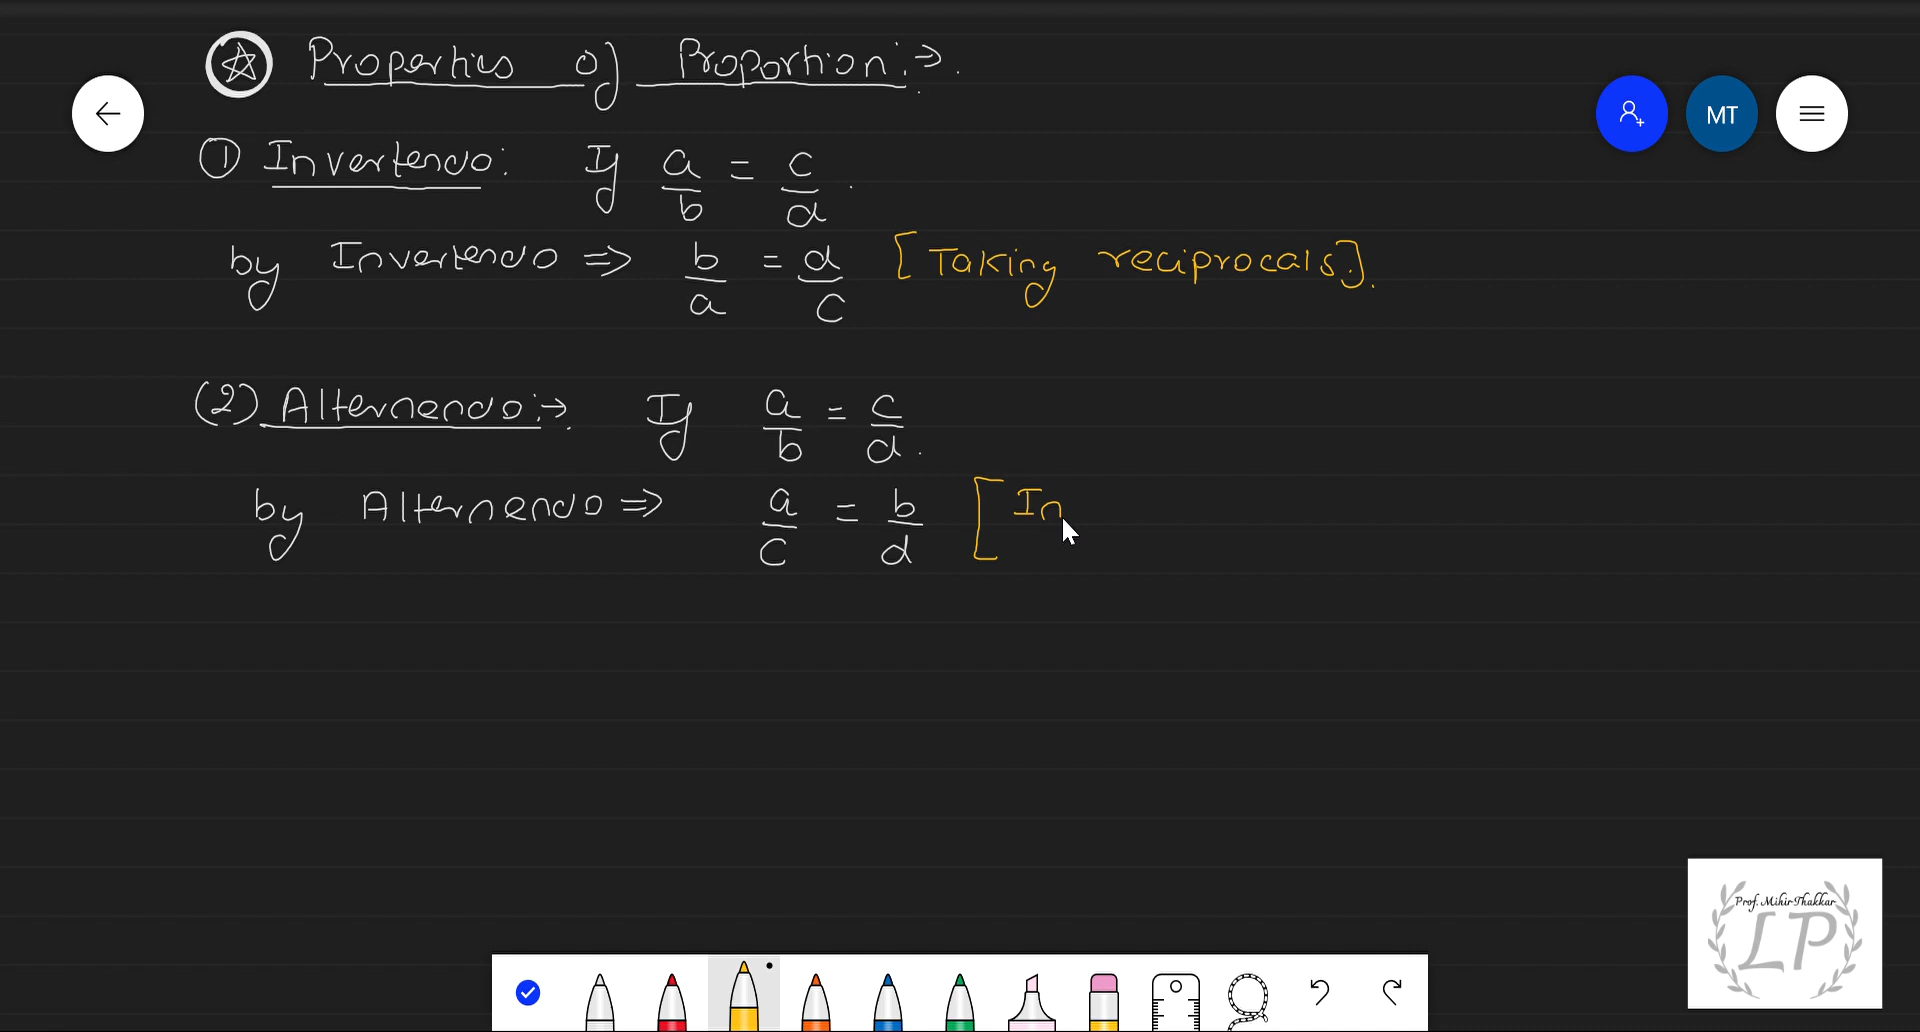 Properties of Proportion :→.
① Invertendo: If a/b = c/d.
by Invertendo ⇒ b/a = d/c [Taking reciprocals].
(2) Alternendo :→. If a/b = c/d.
by Alternendo ⇒ a/c = b/d [In
MT
Prof. Mihir Thakkar
LP